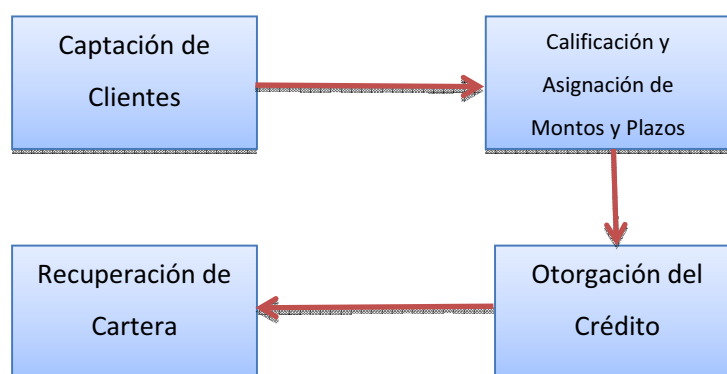 Captación de
Clientes
Calificación y
Asignación de
Montos y Plazos
Otorgación del
Crédito
Recuperación de
Cartera